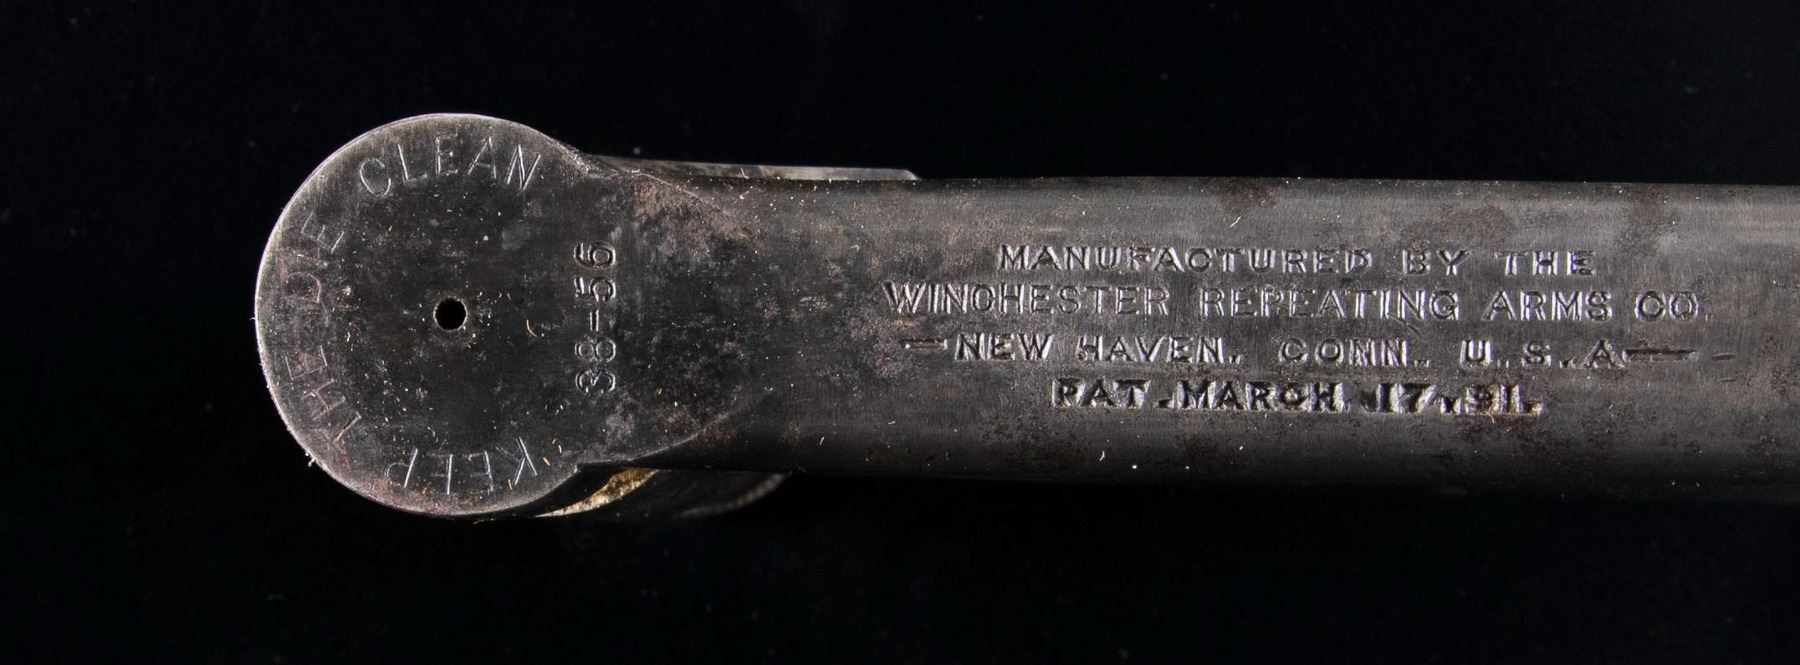 KEEP THE DIE CLEAN
38-56
MANUFACTURED BY THE
WINCHESTER REPEATING ARMS CO.
—NEW HAVEN. CONN. U.S.A—
PAT. MARCH 17, 91.